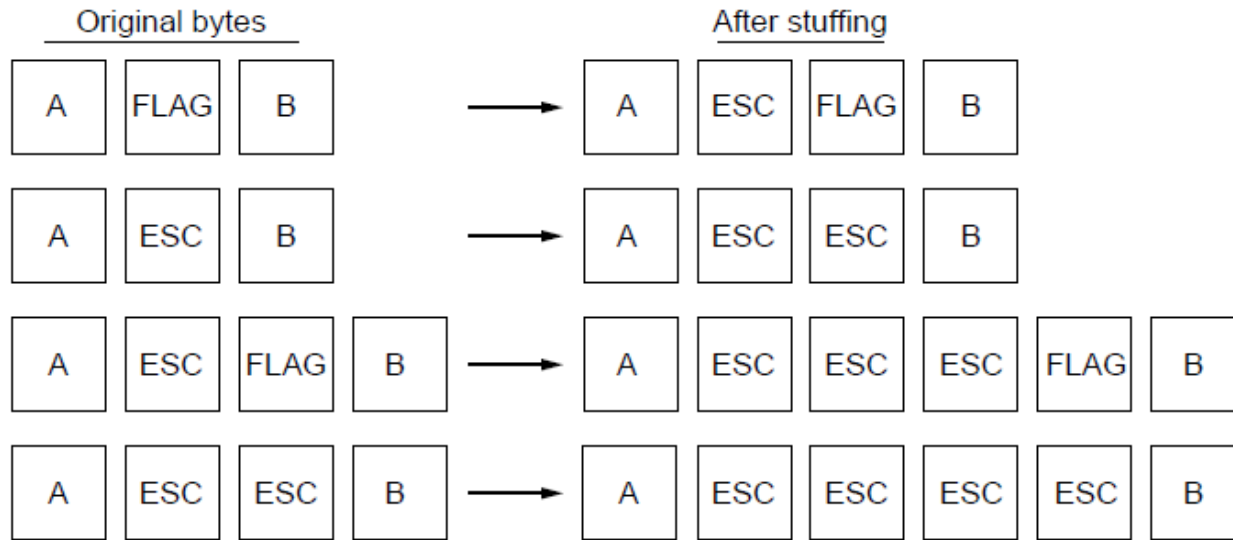 Original bytes After stuffing
A FLAG B A ESC FLAG B
A ESC B A ESC ESC B
A ESC FLAG B A ESC ESC ESC FLAG B
A ESC ESC B A ESC ESC ESC ESC B